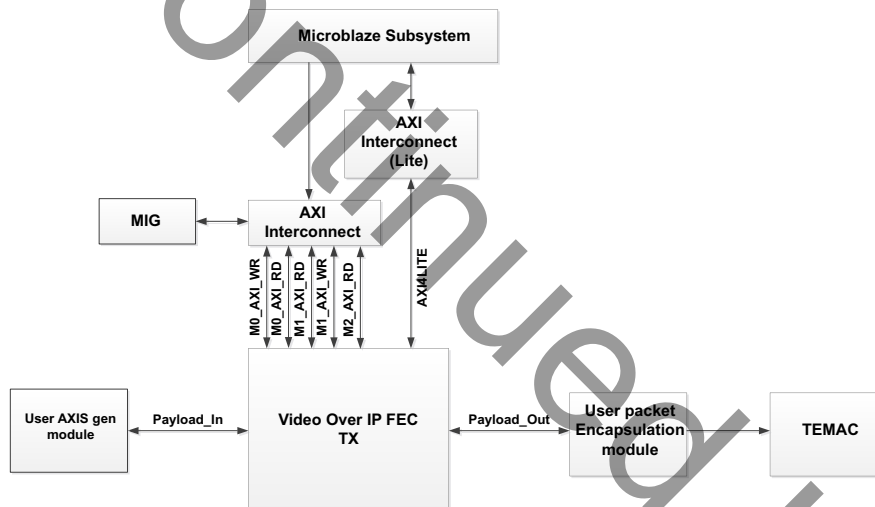 Microblaze Subsystem
AXI
Interconnect
(Lite)
MIG
AXI
Interconnect
M0_AXI_WR
M0_AXI_RD
M1_AXI_RD
M1_AXI_WR
M2_AXI_RD
AXI4LITE
User AXIS gen
module
Payload_In
Video Over IP FEC
TX
Payload_Out
User packet
Encapsulation
module
TEMAC
ontinued